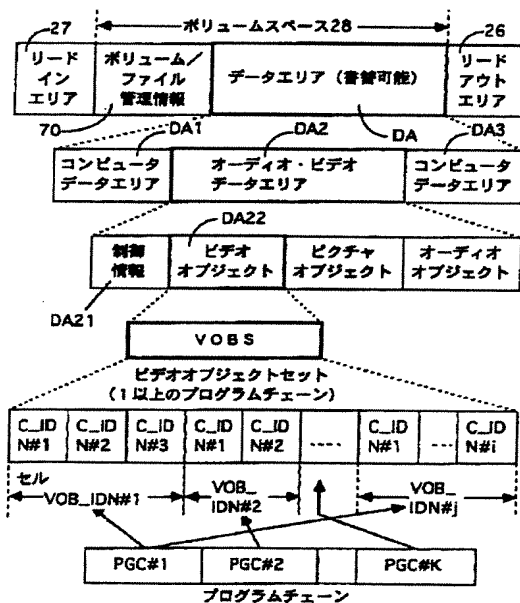 ボリュームスペース28
27
26
リード
イン
エリア
ボリューム／
ファイル
管理情報
データエリア（書替可能）
リード
アウト
エリア
70
DA1
DA2
DA
DA3
コンピュータ
データエリア
オーディオ・ビデオ
データエリア
コンピュータ
データエリア
DA22
制御
情報
ビデオ
オブジェクト
ピクチャ
オブジェクト
オーディオ
オブジェクト
DA21
VOBS
ビデオオブジェクトセット
（1以上のプログラムチェーン）
C_ID
N#1
C_ID
N#2
C_ID
N#3
C_ID
N#1
C_ID
N#2
-----
C_ID
N#1
----
C_ID
N#i
セル
VOB_IDN#1
VOB_
IDN#2
VOB_
IDN#j
PGC#1
PGC#2
PGC#K
プログラムチェーン